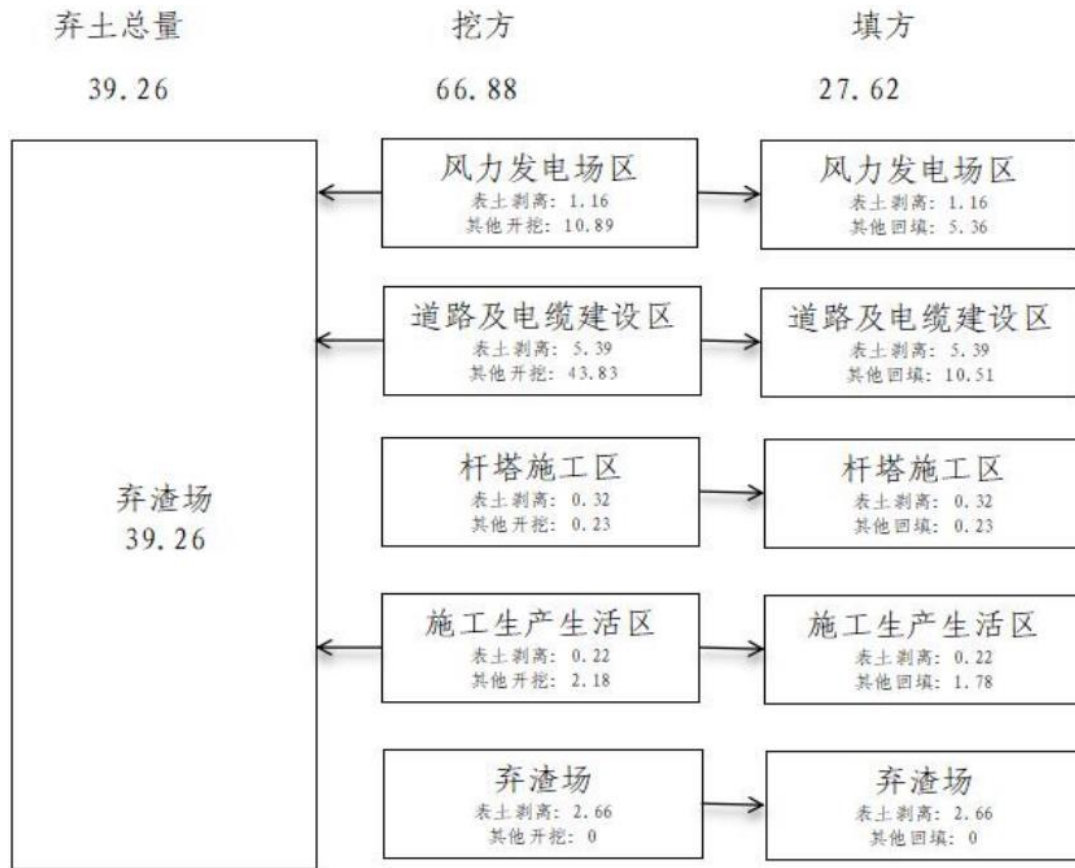 弃土总量
挖方
填方
39.26
66.88
27.62
风力发电场区
表土剥离: 1.16
其他开挖: 10.89
风力发电场区
表土剥离: 1.16
其他回填: 5.36
道路及电缆建设区
表土剥离: 5.39
其他开挖: 43.83
道路及电缆建设区
表土剥离: 5.39
其他回填: 10.51
弃渣场
39.26
杆塔施工区
表土剥离: 0.32
其他开挖: 0.23
杆塔施工区
表土剥离: 0.32
其他回填: 0.23
施工生产生活区
表土剥离: 0.22
其他开挖: 2.18
施工生产生活区
表土剥离: 0.22
其他回填: 1.78
弃渣场
表土剥离: 2.66
其他开挖: 0
弃渣场
表土剥离: 2.66
其他回填: 0